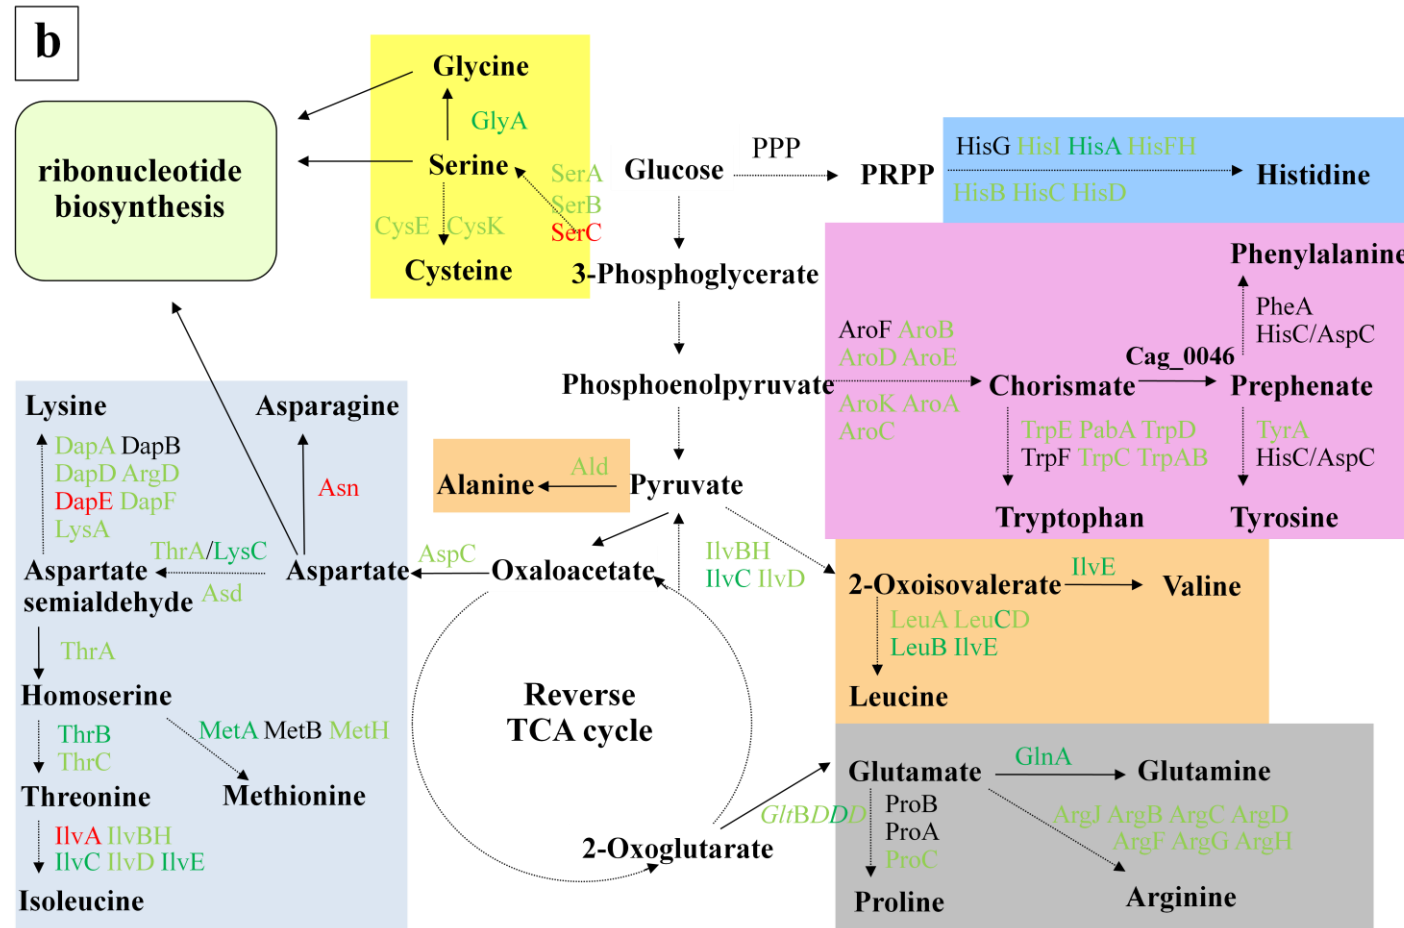 b
Glycine
GlyA
ribonucleotide
biosynthesis
Serine
SerA
SerB
SerC
CysE CysK
Cysteine
Glucose
PPP
PRPP
HisG HisI HisA HisFH
HisB HisC HisD
Histidine
3-Phosphoglycerate
Phosphoenolpyruvate
AroF AroB
AroD AroE
AroK AroA
AroC
Chorismate
Cag_0046
Prephenate
Phenylalanine
PheA
HisC/AspC
TrpE PabA TrpD
TrpF TrpC TrpAB
Tryptophan
TyrA
HisC/AspC
Tyrosine
Alanine
Ald
Pyruvate
Lysine
Asparagine
DapA DapB
DapD ArgD
DapE DapF
LysA
Asn
Aspartate
semialdehyde
ThrA/LysC
Asd
Aspartate
AspC
Oxaloacetate
IlvBH
IlvC IlvD
2-Oxoisovalerate
IlvE
Valine
LeuA LeuCD
LeuB IlvE
Leucine
ThrA
Homoserine
ThrB
ThrC
MetA MetB MetH
Threonine
Methionine
IlvA IlvBH
IlvC IlvD IlvE
Isoleucine
Reverse
TCA cycle
2-Oxoglutarate
GltBDDD
Glutamate
GlnA
Glutamine
ProB
ProA
ProC
Proline
ArgJ ArgB ArgC ArgD
ArgF ArgG ArgH
Arginine